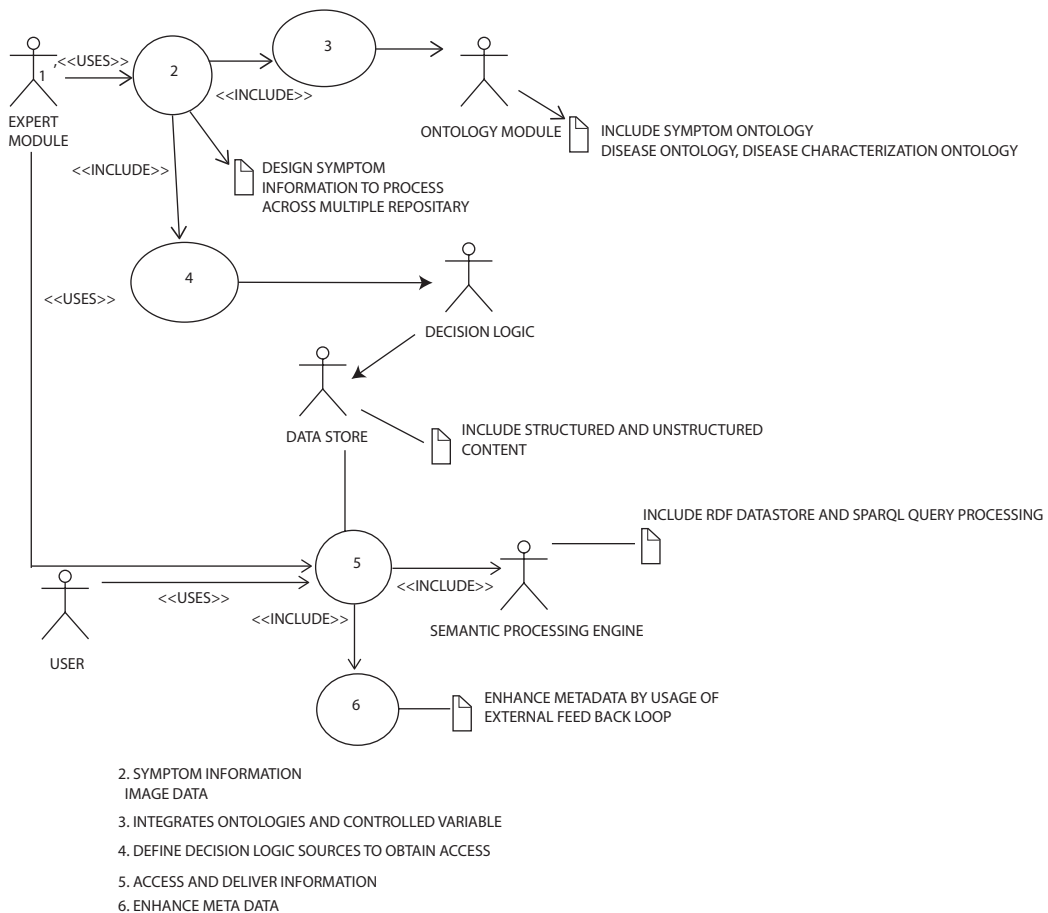 3
1
,<<USES>>
2
<<INCLUDE>>
EXPERT
MODULE
ONTOLOGY MODULE
INCLUDE SYMPTOM ONTOLOGY
DISEASE ONTOLOGY, DISEASE CHARACTERIZATION ONTOLOGY
<<INCLUDE>>
DESIGN SYMPTOM
INFORMATION TO PROCESS
ACROSS MULTIPLE REPOSITARY
4
<<USES>>
DECISION LOGIC
DATA STORE
INCLUDE STRUCTURED AND UNSTRUCTURED
CONTENT
INCLUDE RDF DATASTORE AND SPARQL QUERY PROCESSING
5
<<INCLUDE>>
<<USES>>
<<INCLUDE>>
SEMANTIC PROCESSING ENGINE
USER
6
ENHANCE METADATA BY USAGE OF
EXTERNAL FEED BACK LOOP
2. SYMPTOM INFORMATION
IMAGE DATA
3. INTEGRATES ONTOLOGIES AND CONTROLLED VARIABLE
4. DEFINE DECISION LOGIC SOURCES TO OBTAIN ACCESS
5. ACCESS AND DELIVER INFORMATION
6. ENHANCE META DATA